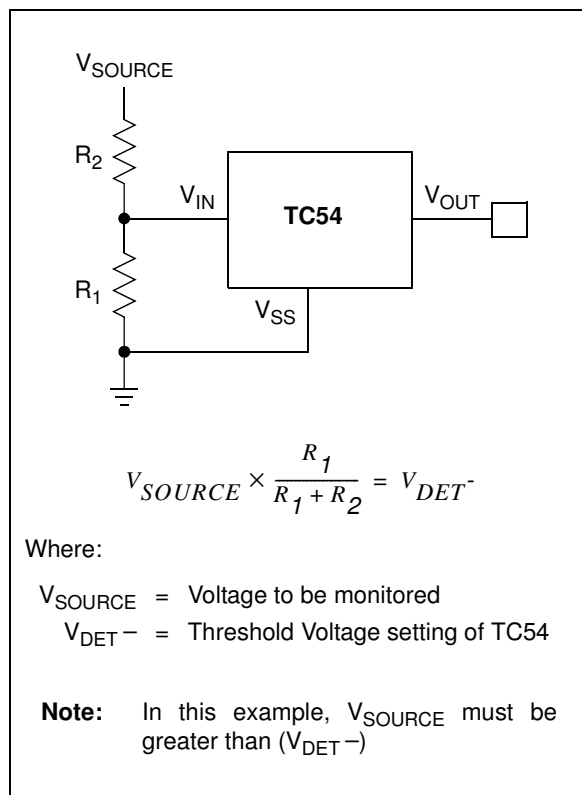 VSOURCE
R2
VIN
TC54
VOUT
R1
VSS
VSOURCE × R1 / R1 + R2 = VDET-
Where:
VSOURCE = Voltage to be monitored
VDET – = Threshold Voltage setting of TC54
Note: In this example, VSOURCE must be
greater than (VDET –)